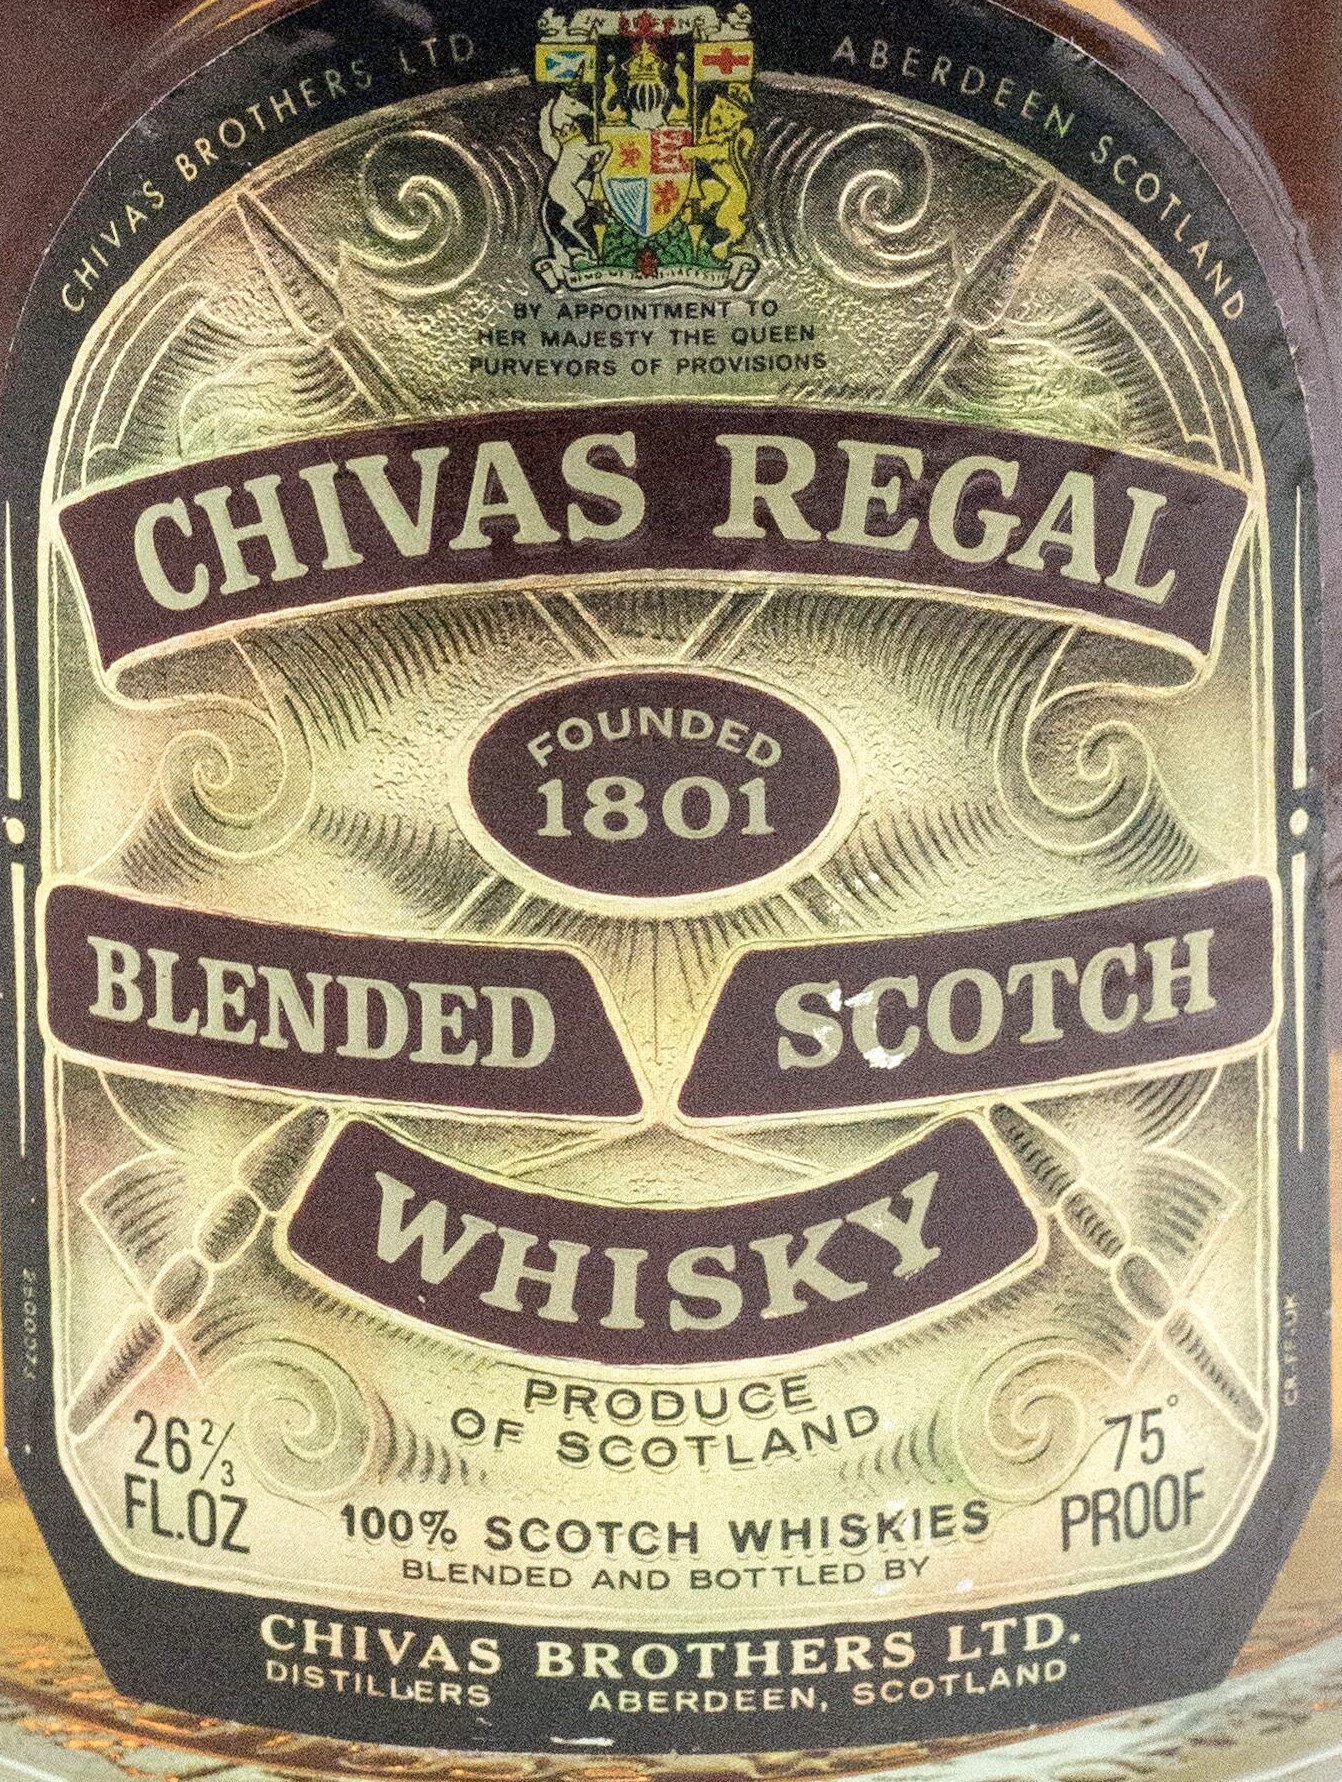 IN DEFENS
CHIVAS BROTHERS LTD
ABERDEEN SCOTLAND
BY APPOINTMENT TO
HER MAJESTY THE QUEEN
PURVEYORS OF PROVISIONS
CHIVAS REGAL
FOUNDED
1801
BLENDED
SCOTCH
WHISKY
PRODUCE
OF SCOTLAND
26⅔
FL.OZ
75°
PROOF
100% SCOTCH WHISKIES
BLENDED AND BOTTLED BY
CHIVAS BROTHERS LTD.
DISTILLERS ABERDEEN, SCOTLAND